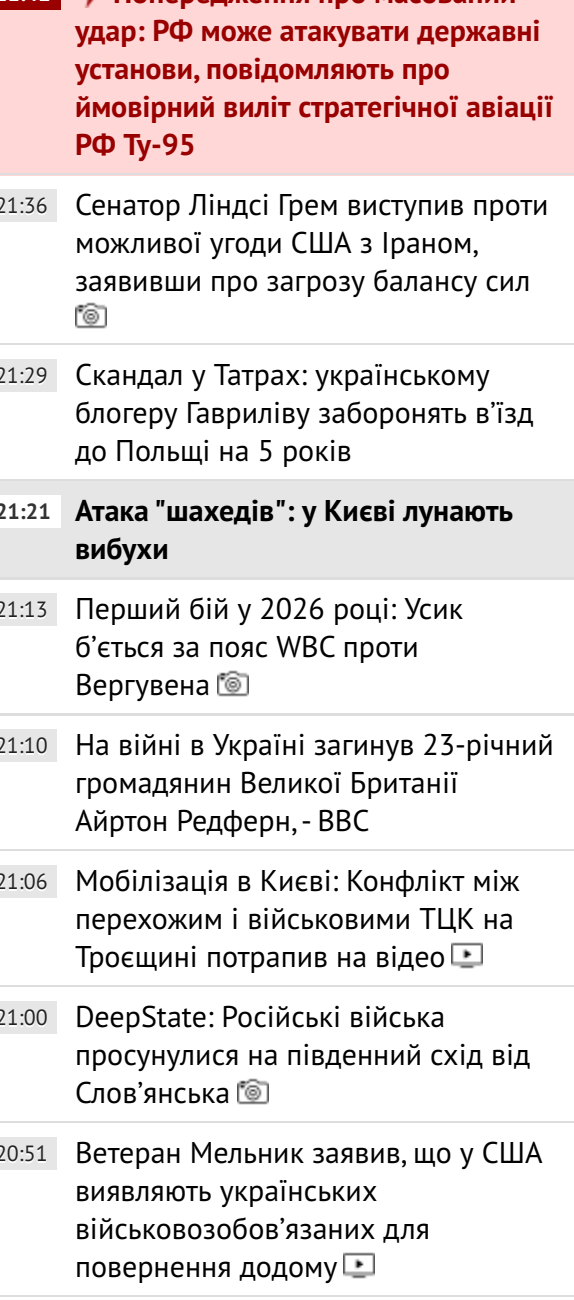 Попередження про масований
удар: РФ може атакувати державні
установи, повідомляють про
ймовірний виліт стратегічної авіації
РФ Ту-95
21:36 Сенатор Ліндсі Грем виступив проти
можливої угоди США з Іраном,
заявивши про загрозу балансу сил
21:29 Скандал у Татрах: українському
блогеру Гавриліву заборонять в’їзд
до Польщі на 5 років
21:21 Атака "шахедів": у Києві лунають
вибухи
21:13 Перший бій у 2026 році: Усик
б’ється за пояс WBC проти
Вергувена
21:10 На війні в Україні загинув 23-річний
громадянин Великої Британії
Айртон Редферн, - BBC
21:06 Мобілізація в Києві: Конфлікт між
перехожим і військовими ТЦК на
Троєщині потрапив на відео
21:00 DeepState: Російські війська
просунулися на південний схід від
Слов’янська
20:51 Ветеран Мельник заявив, що у США
виявляють українських
військовозобов’язаних для
повернення додому